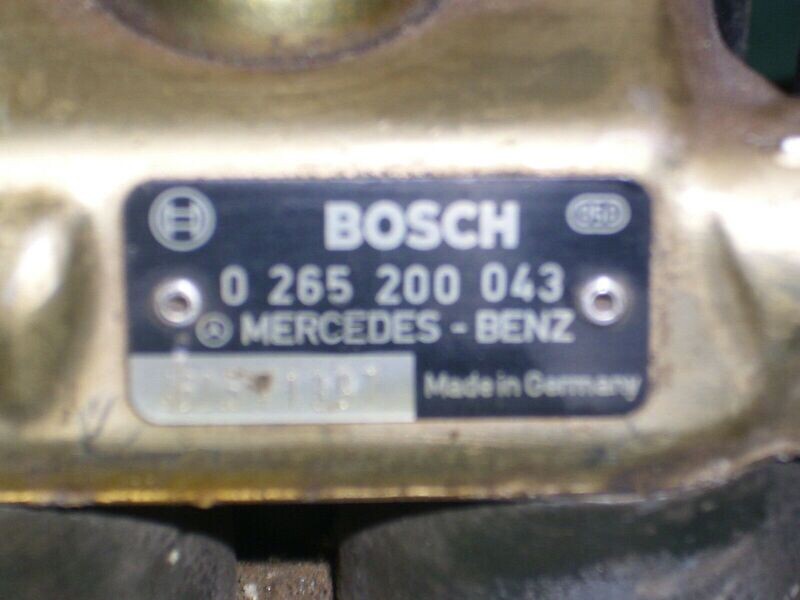 BOSCH
0 265 200 043
MERCEDES - BENZ
Made in Germany